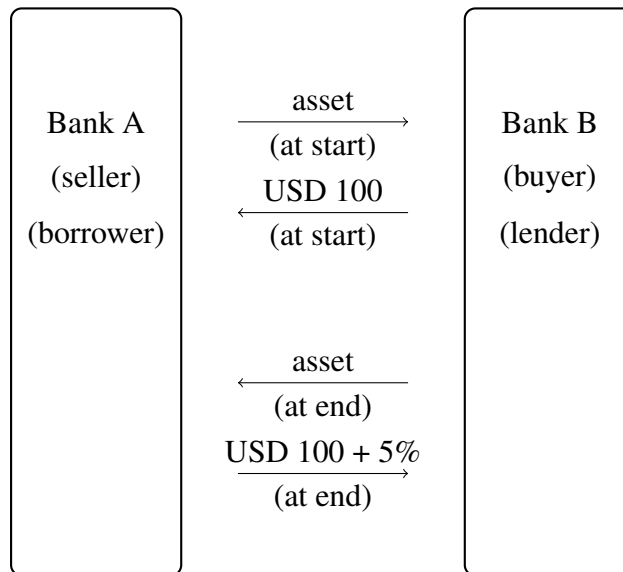 Bank A
(seller)
(borrower)
asset
(at start)
USD 100
(at start)
asset
(at end)
USD 100 + 5%
(at end)
Bank B
(buyer)
(lender)